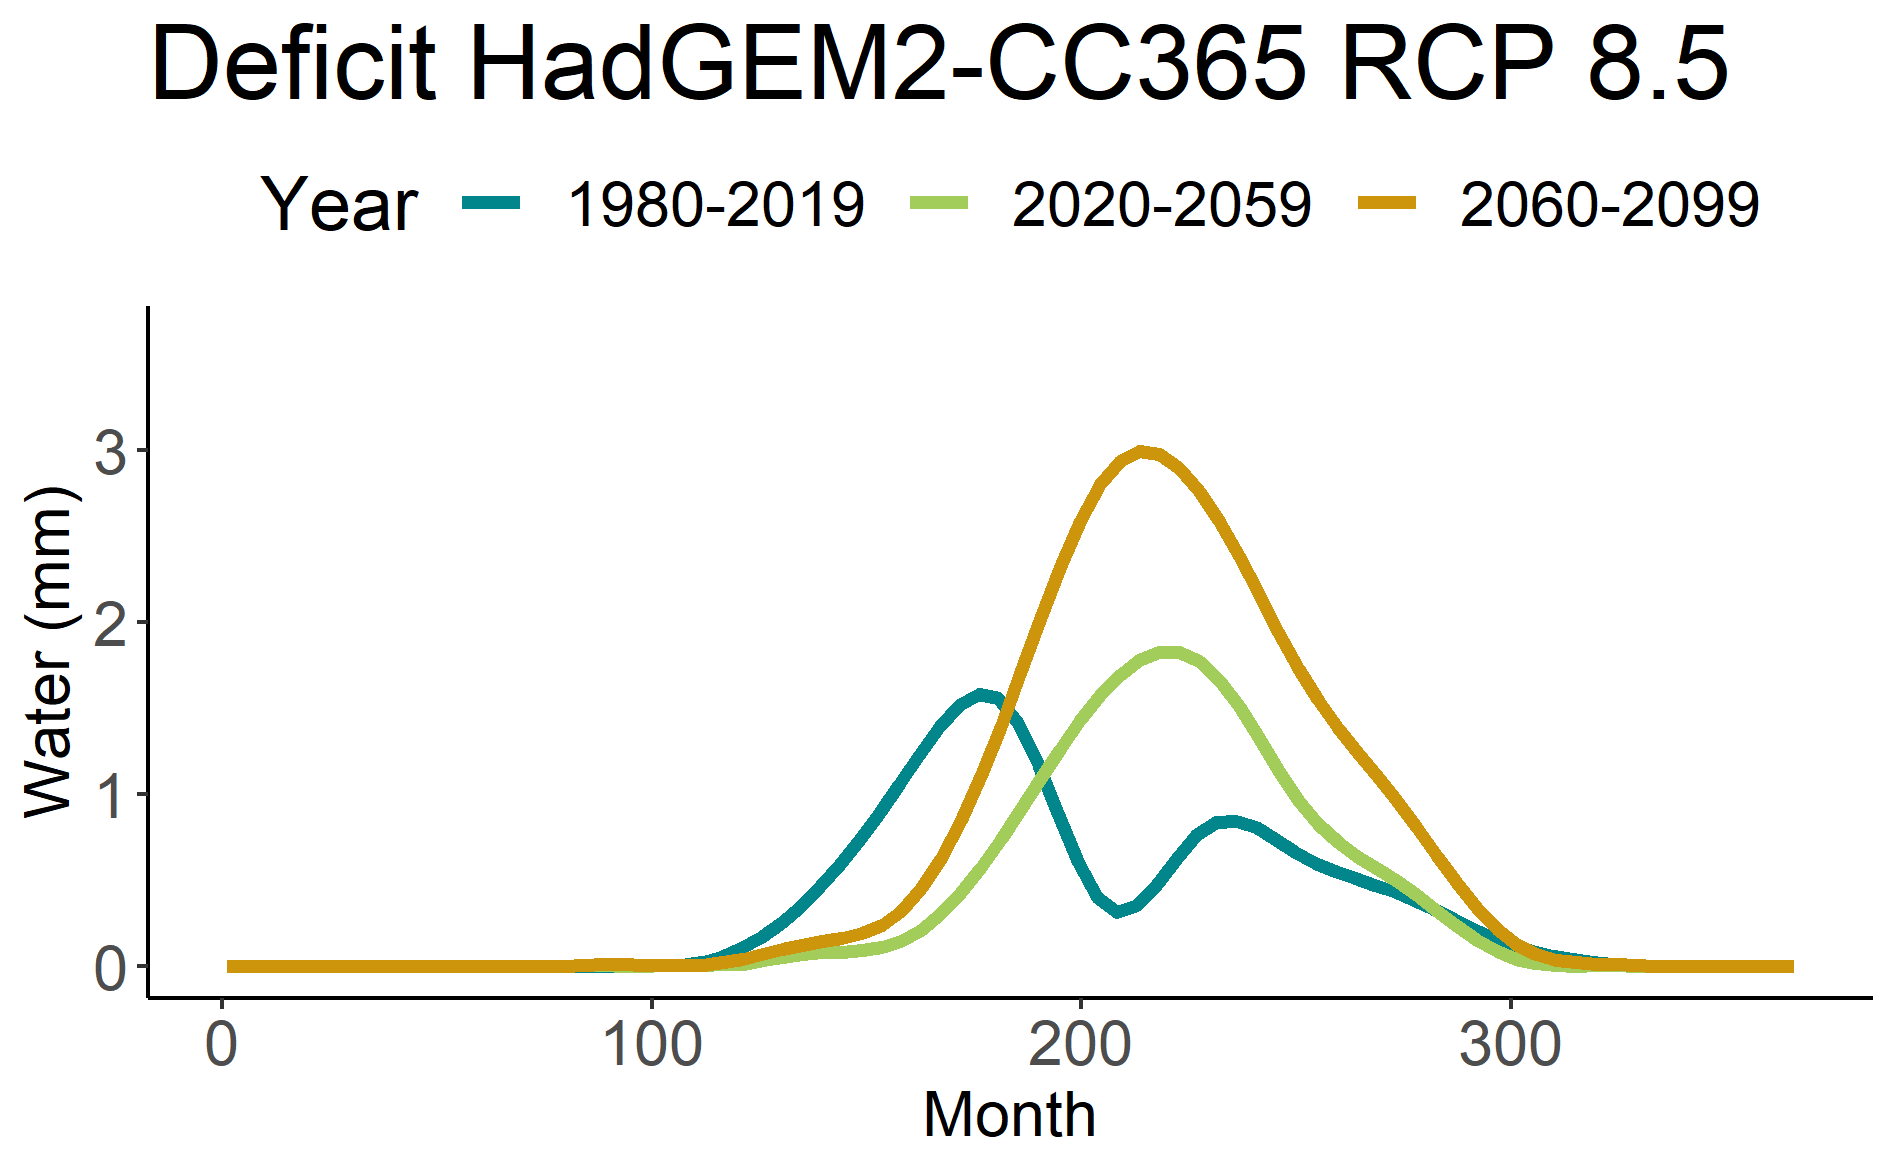 Deficit HadGEM2-CC365 RCP 8.5
Year 1980-2019 2020-2059 2060-2099
Water (mm)
3
2
1
0
0 100 200 300
Month